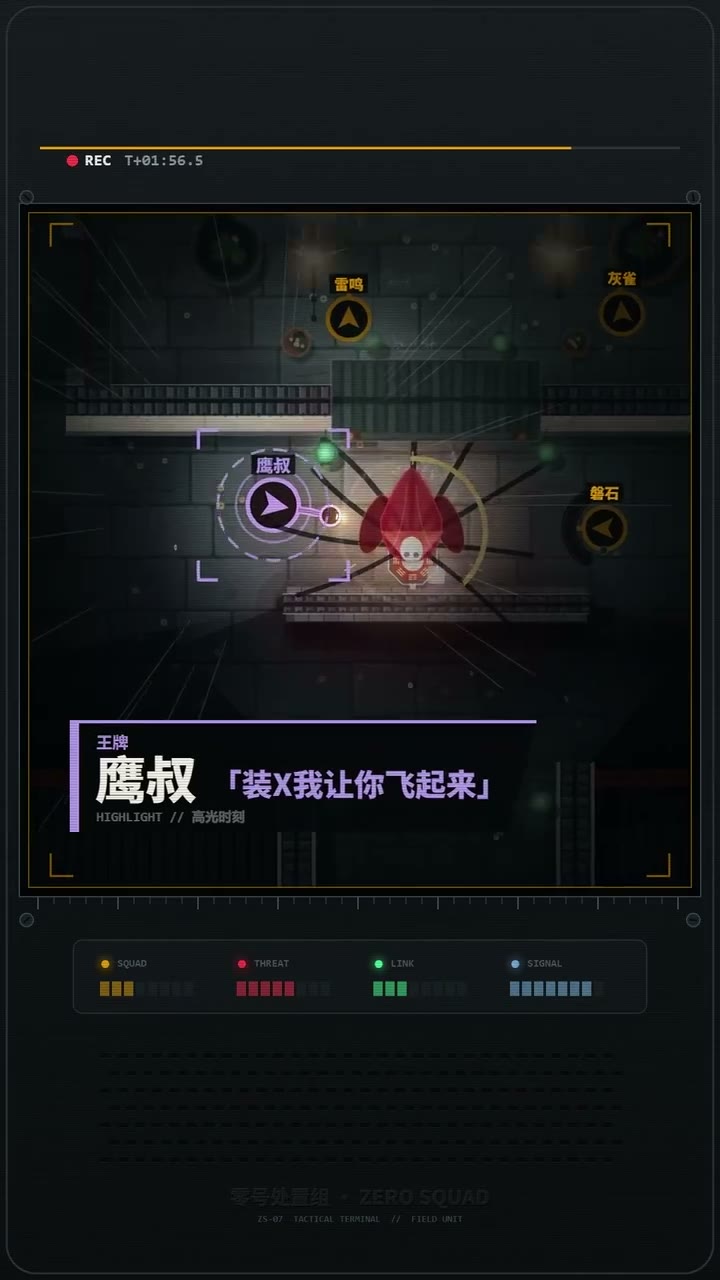 REC T+01:56.5
雷鸣
灰雀
鹰叔
磐石
王牌
鹰叔 「装X我让你飞起来」
HIGHLIGHT // 高光时刻
SQUAD THREAT LINK SIGNAL
零号处置组 · ZERO SQUAD
ZS-07 TACTICAL TERMINAL // FIELD UNIT